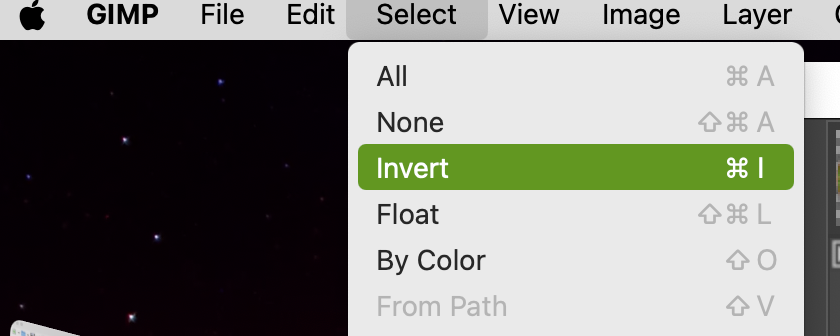 GIMP File Edit Select View Image Layer
All ⌘ A
None ⇧⌘ A
Invert ⌘ I
Float ⇧⌘ L
By Color ⇧ O
From Path ⇧ V